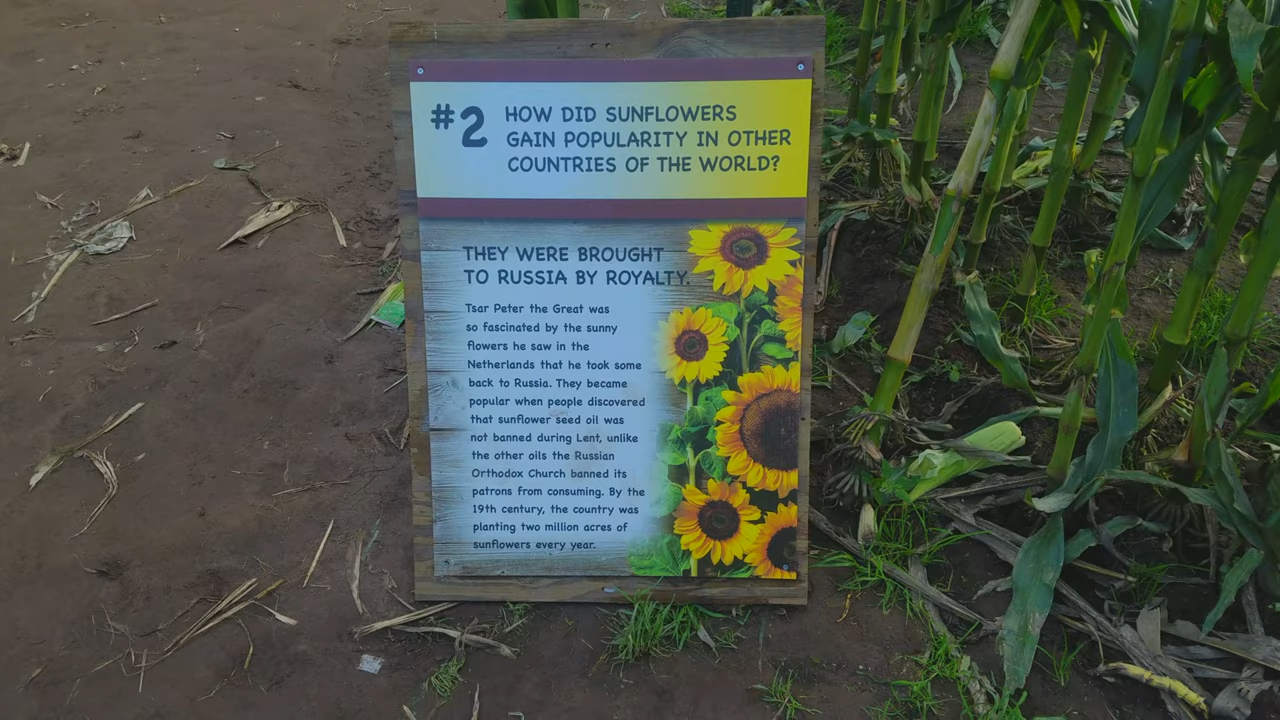 #2
HOW DID SUNFLOWERS
GAIN POPULARITY IN OTHER
COUNTRIES OF THE WORLD?
THEY WERE BROUGHT
TO RUSSIA BY ROYALTY.
Tsar Peter the Great was
so fascinated by the sunny
flowers he saw in the
Netherlands that he took some
back to Russia. They became
popular when people discovered
that sunflower seed oil was
not banned during Lent, unlike
the other oils the Russian
Orthodox Church banned its
patrons from consuming. By the
19th century, the country was
planting two million acres of
sunflowers every year.